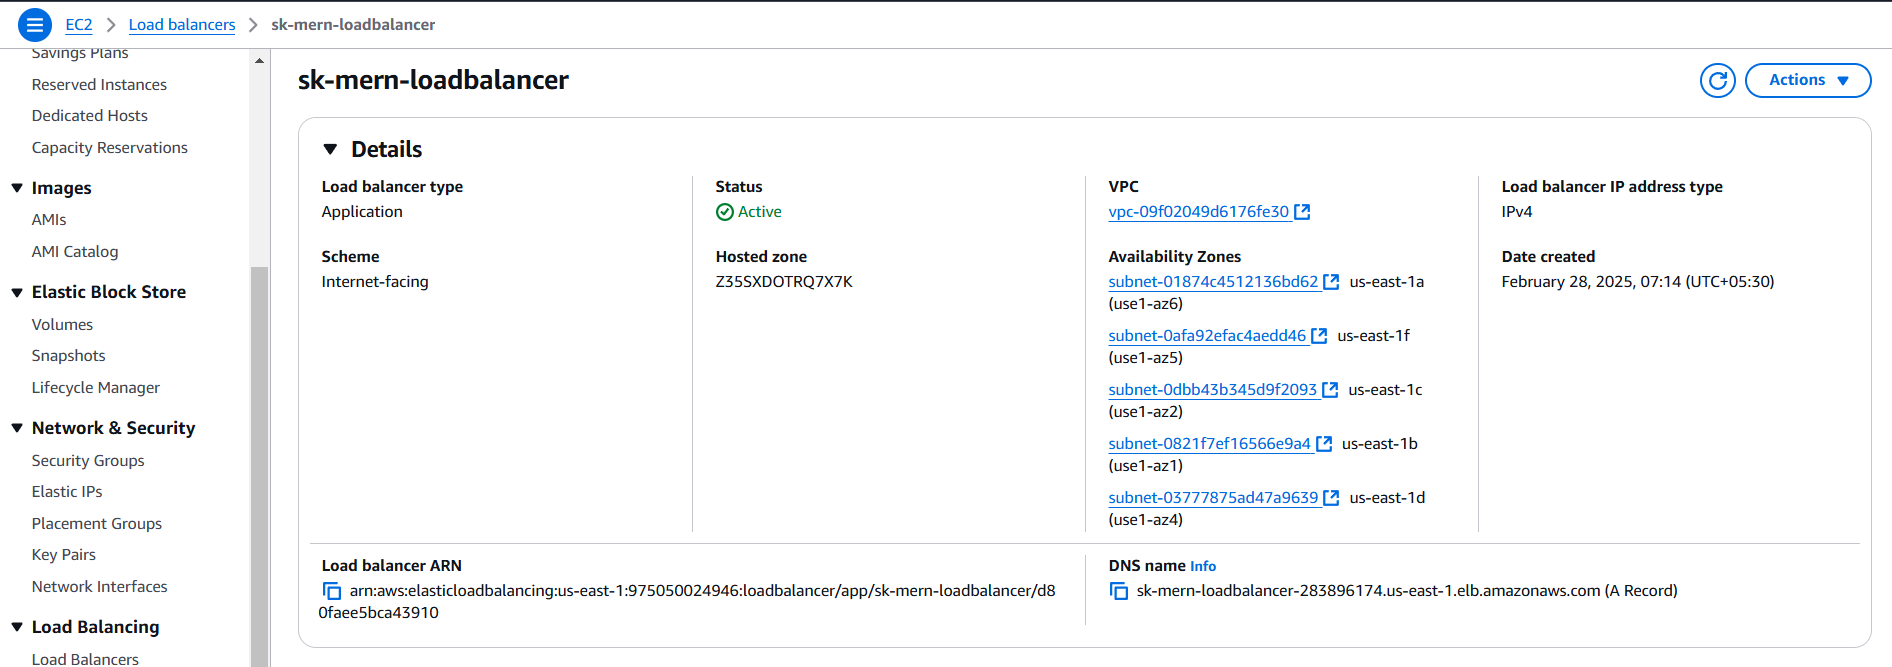 EC2 > Load balancers > sk-mern-loadbalancer
Savings Plans
Reserved Instances
Dedicated Hosts
Capacity Reservations
Images
AMIs
AMI Catalog
Elastic Block Store
Volumes
Snapshots
Lifecycle Manager
Network & Security
Security Groups
Elastic IPs
Placement Groups
Key Pairs
Network Interfaces
Load Balancing
Load Balancers
sk-mern-loadbalancer
Actions
Details
Load balancer type
Application
Scheme
Internet-facing
Status
Active
Hosted zone
Z35SXDOTRQ7X7K
VPC
vpc-09f02049d6176fe30
Availability Zones
subnet-01874c4512136bd62 us-east-1a
(use1-az6)
subnet-0afa92efac4aedd46 us-east-1f
(use1-az5)
subnet-0dbb43b345d9f2093 us-east-1c
(use1-az2)
subnet-0821f7ef16566e9a4 us-east-1b
(use1-az1)
subnet-03777875ad47a9639 us-east-1d
(use1-az4)
Load balancer IP address type
IPv4
Date created
February 28, 2025, 07:14 (UTC+05:30)
Load balancer ARN
arn:aws:elasticloadbalancing:us-east-1:975050024946:loadbalancer/app/sk-mern-loadbalancer/d8
0faee5bca43910
DNS name Info
sk-mern-loadbalancer-283896174.us-east-1.elb.amazonaws.com (A Record)